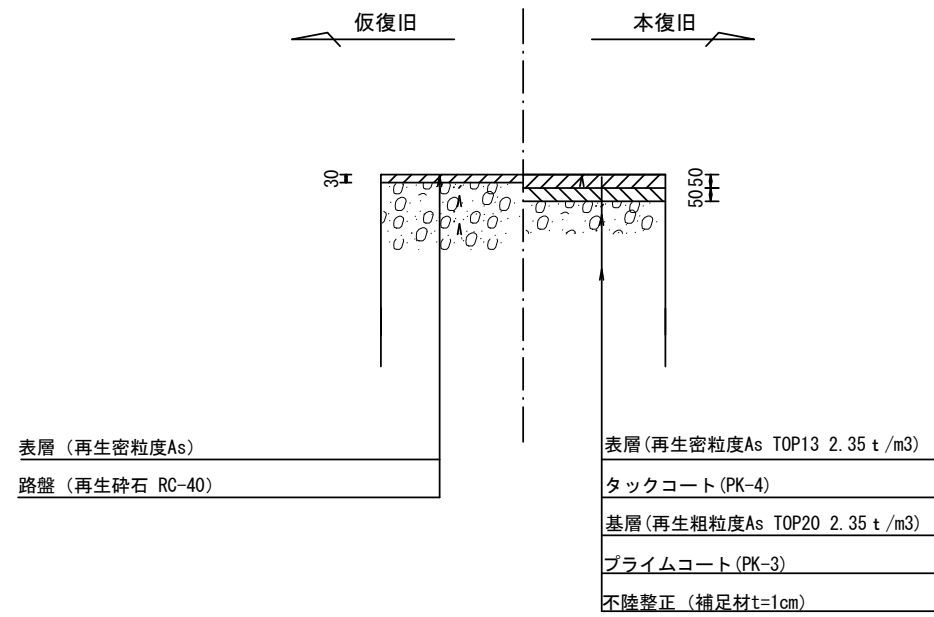 仮復旧
本復旧
30
50
50
表層（再生密粒度As）
路盤（再生砕石 RC-40）
表層(再生密粒度As TOP13 2.35ｔ/m3)
タックコート(PK-4)
基層(再生粗粒度As TOP20 2.35ｔ/m3)
プライムコート(PK-3)
不陸整正（補足材t=1cm）